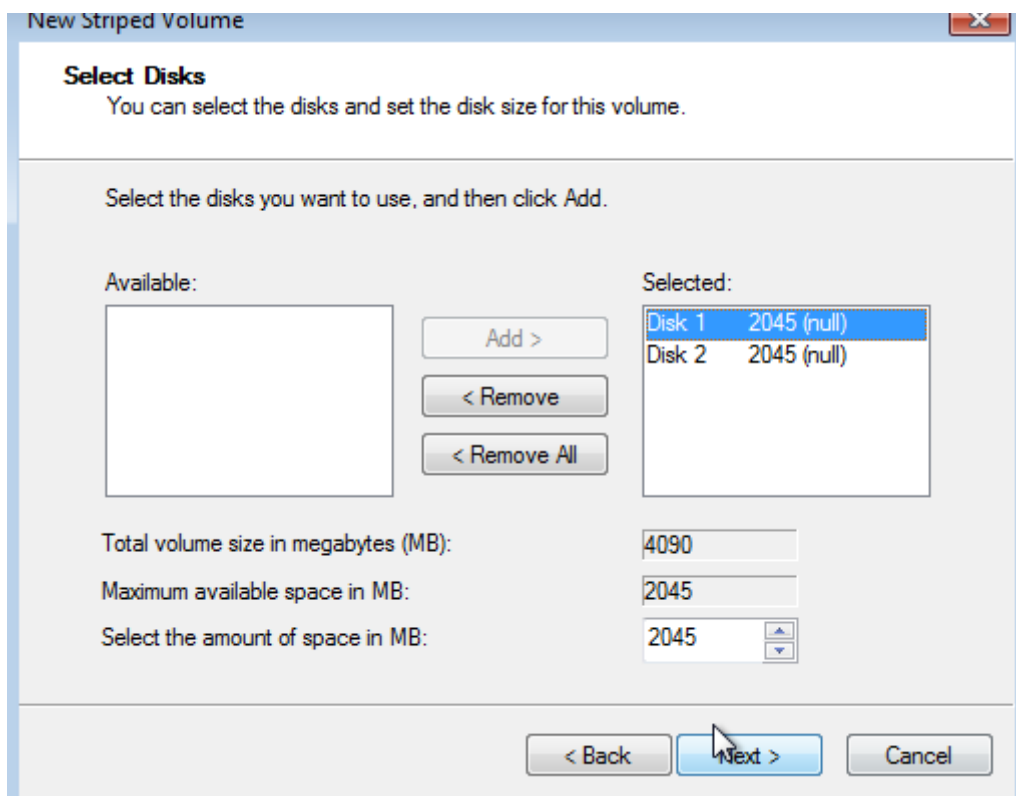 New Striped Volume
Select Disks
You can select the disks and set the disk size for this volume.
Select the disks you want to use, and then click Add.
Available:
Selected:
Add >
< Remove
< Remove All
Disk 1 2045 (null)
Disk 2 2045 (null)
Total volume size in megabytes (MB): 4090
Maximum available space in MB: 2045
Select the amount of space in MB: 2045
< Back Next > Cancel